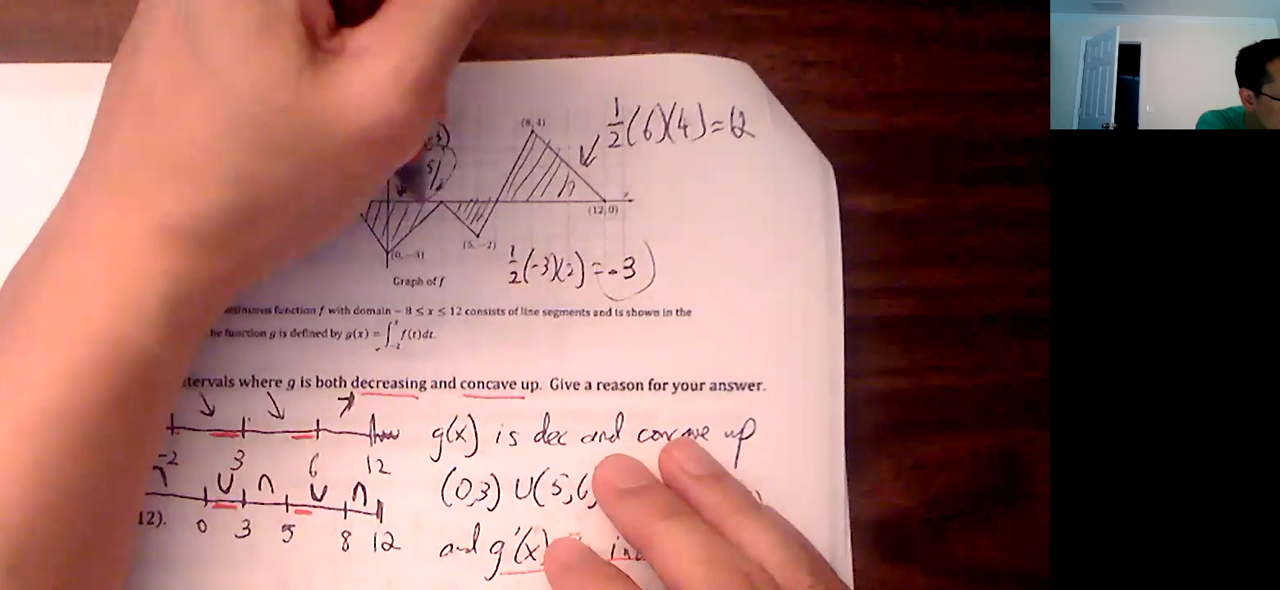 (8, 4)
1/2(6)(4)=12
(12, 0)
(0, -3)
(5, -2)
1/2(-3)(2)=-3
Graph of f
function f with domain − 8 ≤ x ≤ 12 consists of line segments and is shown in the
he function g is defined by g(x) = ∫_{-2}^{x} f(t)dt.
tervals where g is both decreasing and concave up. Give a reason for your answer.
g(x) is dec and concave up
-2 3 6 12
(0,3) U(5,6
12).
0 3 5 8 12
and g'(x)